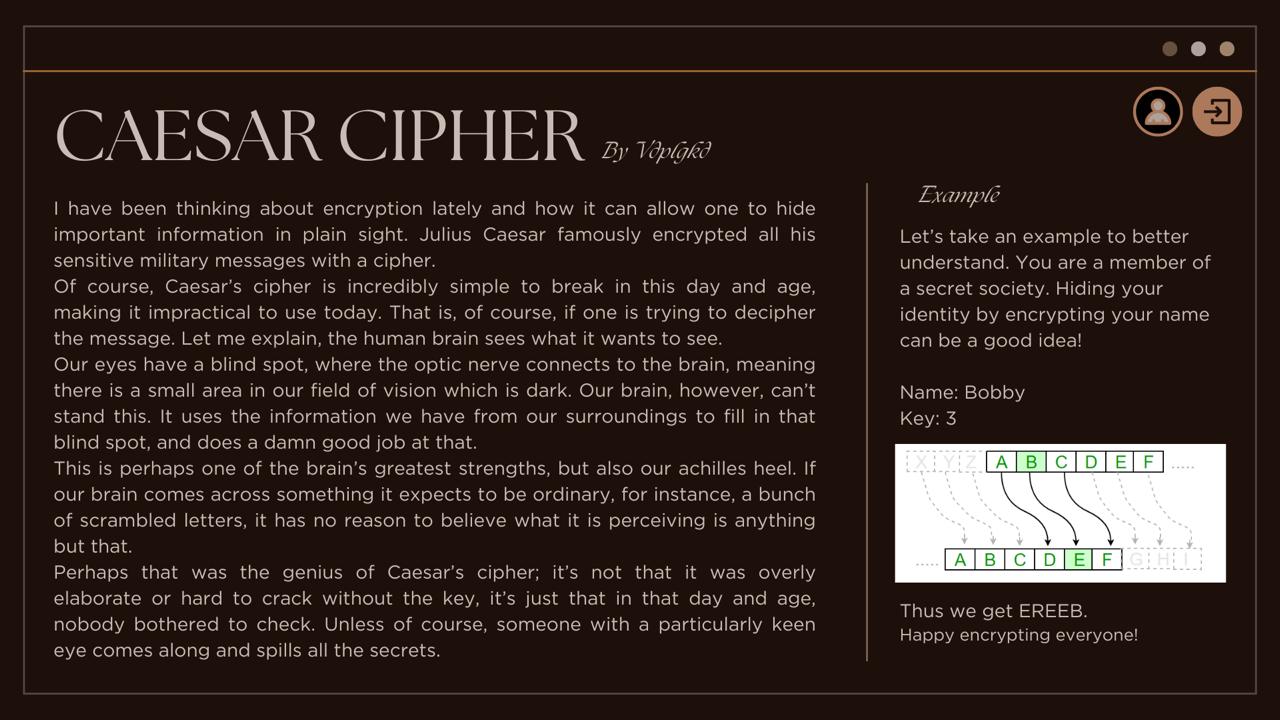 CAESAR CIPHER By Vdplgkd
I have been thinking about encryption lately and how it can allow one to hide
important information in plain sight. Julius Caesar famously encrypted all his
sensitive military messages with a cipher.
Of course, Caesar's cipher is incredibly simple to break in this day and age,
making it impractical to use today. That is, of course, if one is trying to decipher
the message. Let me explain, the human brain sees what it wants to see.
Our eyes have a blind spot, where the optic nerve connects to the brain, meaning
there is a small area in our field of vision which is dark. Our brain, however, can't
stand this. It uses the information we have from our surroundings to fill in that
blind spot, and does a damn good job at that.
This is perhaps one of the brain's greatest strengths, but also our achilles heel. If
our brain comes across something it expects to be ordinary, for instance, a bunch
of scrambled letters, it has no reason to believe what it is perceiving is anything
but that.
Perhaps that was the genius of Caesar's cipher; it's not that it was overly
elaborate or hard to crack without the key, it's just that in that day and age,
nobody bothered to check. Unless of course, someone with a particularly keen
eye comes along and spills all the secrets.
Example
Let's take an example to better
understand. You are a member of
a secret society. Hiding your
identity by encrypting your name
can be a good idea!
Name: Bobby
Key: 3
X Y Z A B C D E F .....
..... A B C D E F G H I
Thus we get EREEB.
Happy encrypting everyone!